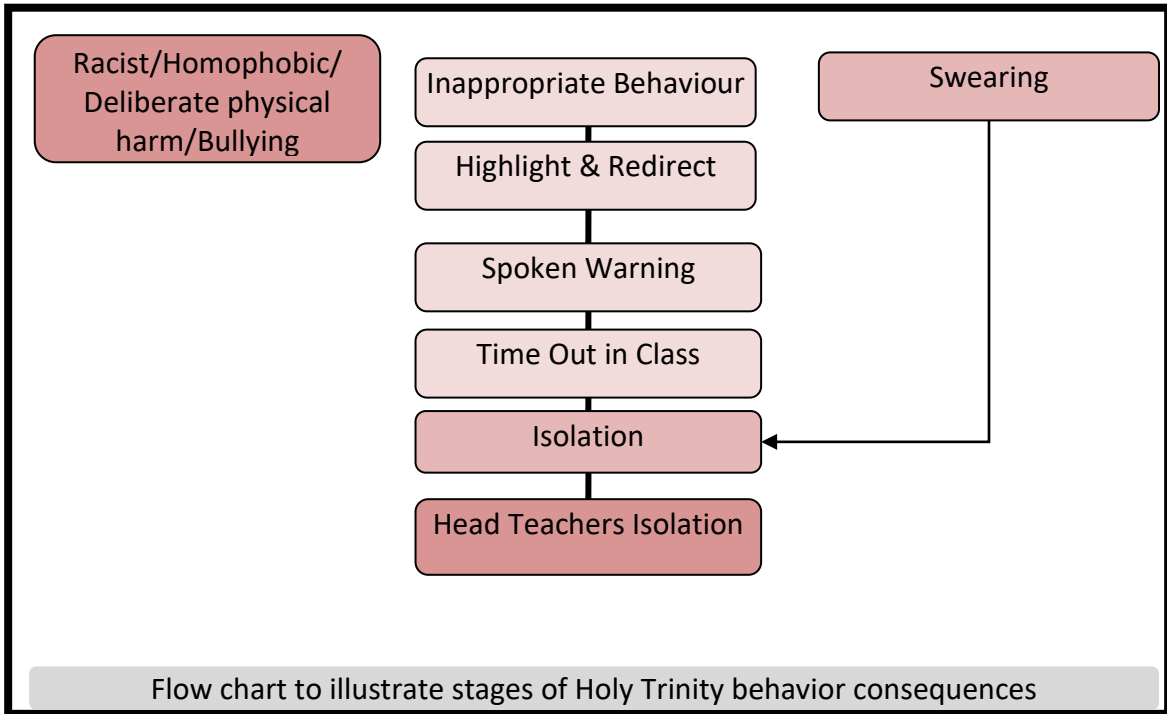 Racist/Homophobic/
Deliberate physical
harm/Bullying
Inappropriate Behaviour
Swearing
Highlight & Redirect
Spoken Warning
Time Out in Class
Isolation
Head Teachers Isolation
Flow chart to illustrate stages of Holy Trinity behavior consequences